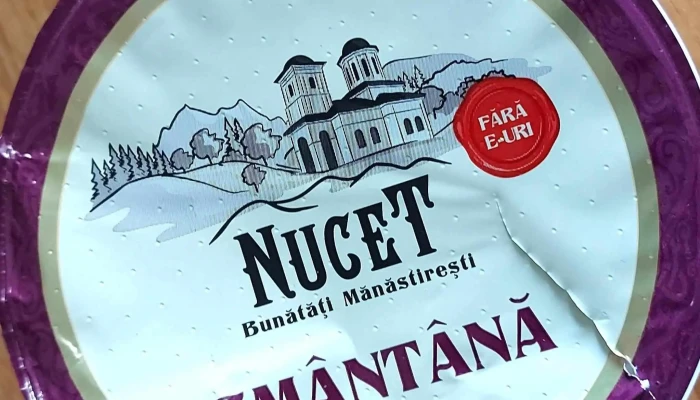 FĂRĂ
E-URI
NUCET
Bunătăți Mănăstirești